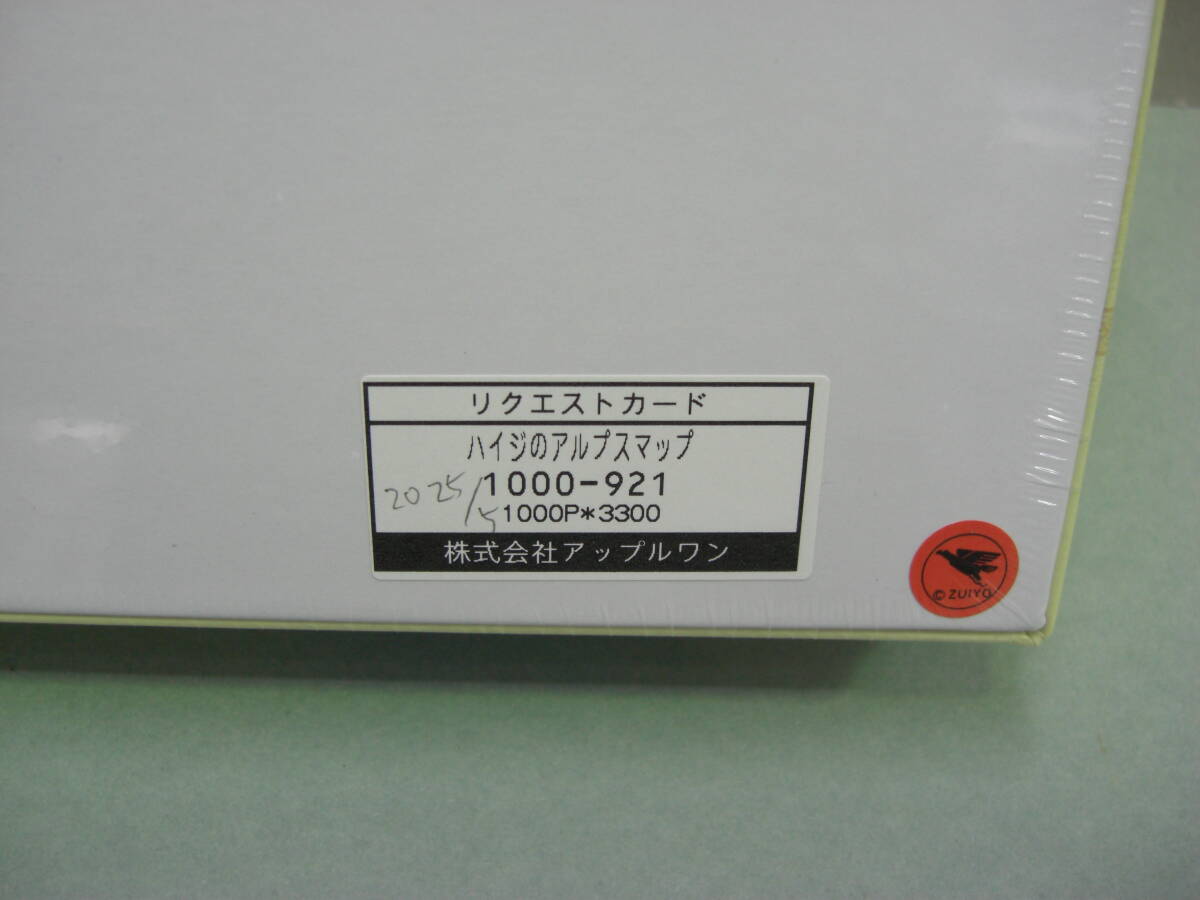 リクエストカード
ハイジのアルプスマップ
1000-921
2025/5
1000P*3300
株式会社アップルワン
©ZUIYO